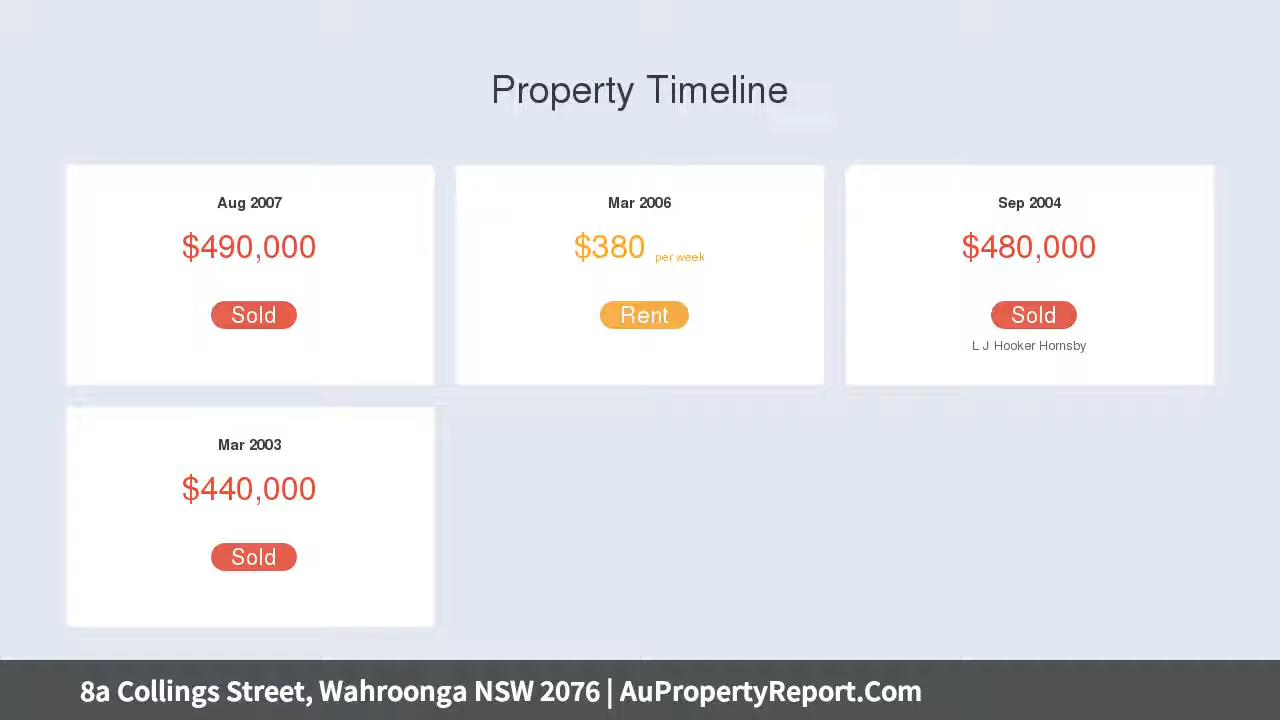 Property Timeline
Aug 2007
$490,000
Sold
Mar 2006
$380 per week
Rent
Sep 2004
$480,000
Sold
L J Hooker Hornsby
Mar 2003
$440,000
Sold
8a Collings Street, Wahroonga NSW 2076 | AuPropertyReport.Com